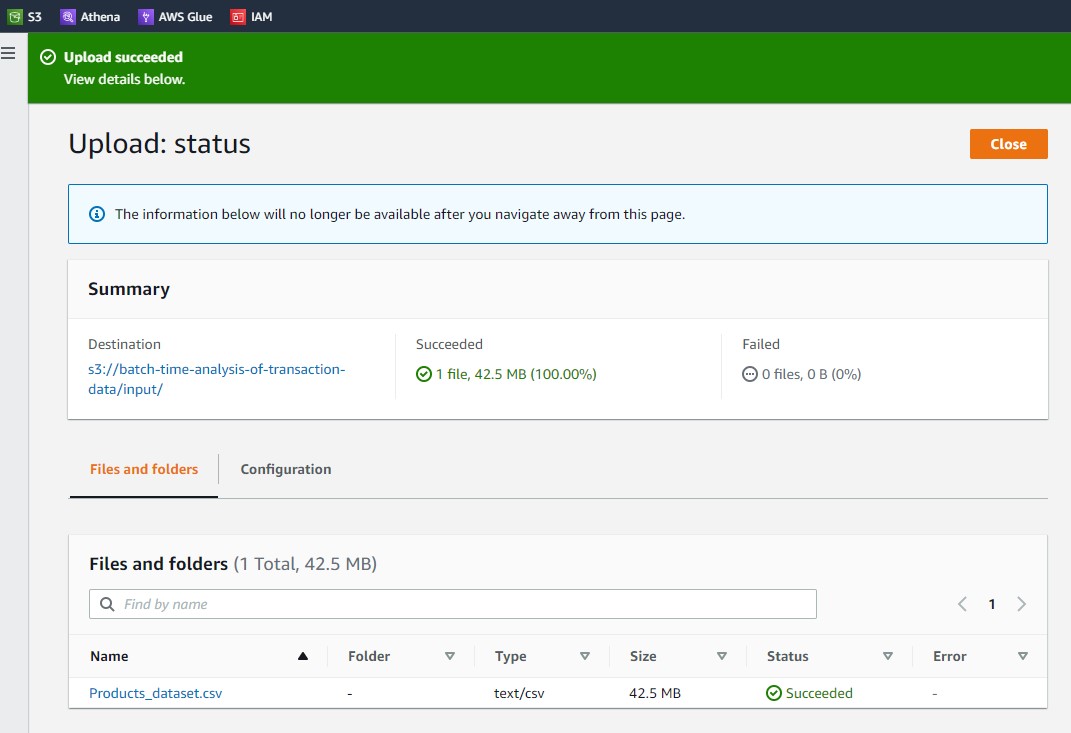 S3 Athena AWS Glue IAM
Upload succeeded
View details below.
Upload: status
Close
The information below will no longer be available after you navigate away from this page.
Summary
Destination
s3://batch-time-analysis-of-transaction-
data/input/
Succeeded
1 file, 42.5 MB (100.00%)
Failed
0 files, 0 B (0%)
Files and folders
Configuration
Files and folders (1 Total, 42.5 MB)
Find by name
1
Name Folder Type Size Status Error
Products_dataset.csv - text/csv 42.5 MB Succeeded -